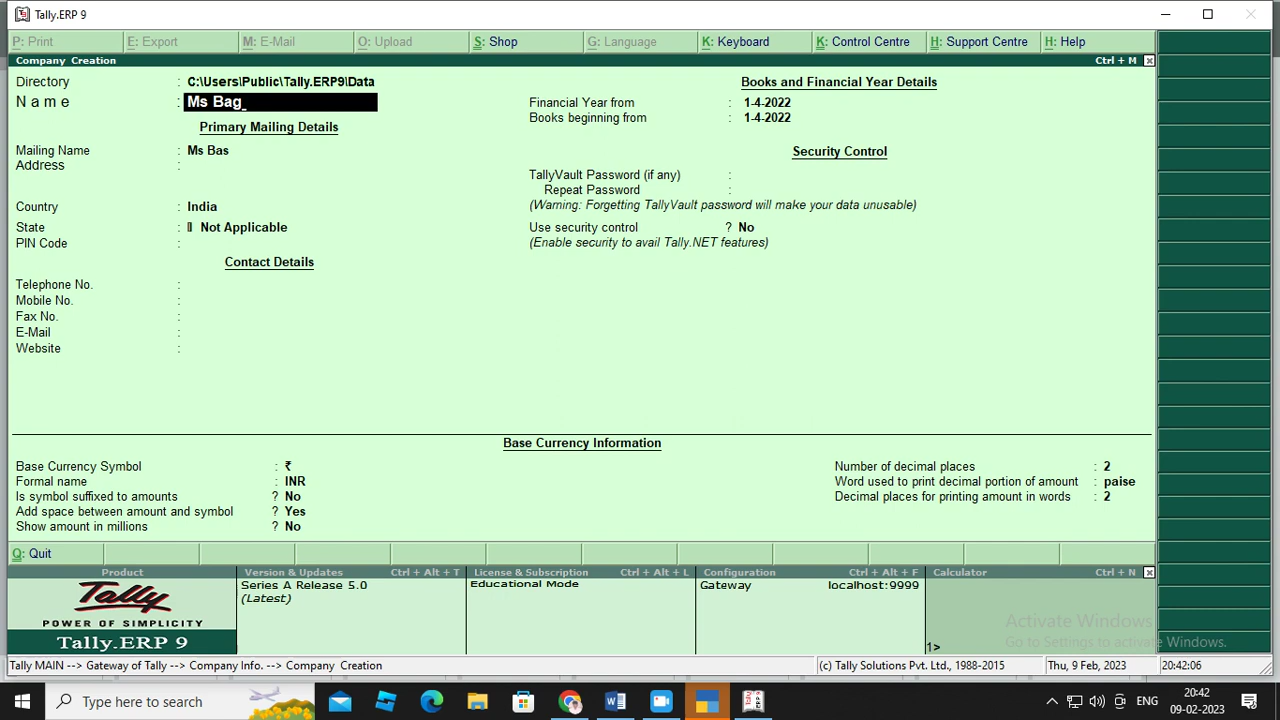 Tally.ERP 9
P: Print E: Export M: E-Mail O: Upload S: Shop G: Language K: Keyboard K: Control Centre H: Support Centre H: Help
Company Creation Ctrl + M
Directory : C:\Users\Public\Tally.ERP9\Data Books and Financial Year Details
Name : Ms Bag Financial Year from : 1-4-2022
Books beginning from : 1-4-2022
Primary Mailing Details
Mailing Name : Ms Bas Security Control
Address :
TallyVault Password (if any) :
Repeat Password :
Country : India (Warning: Forgetting TallyVault password will make your data unusable)
State : Not Applicable Use security control ? No
PIN Code : (Enable security to avail Tally.NET features)
Contact Details
Telephone No. :
Mobile No. :
Fax No. :
E-Mail :
Website :
Base Currency Information
Base Currency Symbol : ₹ Number of decimal places : 2
Formal name : INR Word used to print decimal portion of amount : paise
Is symbol suffixed to amounts ? No Decimal places for printing amount in words : 2
Add space between amount and symbol ? Yes
Show amount in millions ? No
Q: Quit
Product Version & Updates Ctrl + Alt + T License & Subscription Ctrl + Alt + L Configuration Ctrl + Alt + F Calculator Ctrl + N
Tally Series A Release 5.0 Educational Mode Gateway localhost:9999
(Latest)
POWER OF SIMPLICITY Activate Windows
Tally.ERP 9 1> Go to Settings to activate Windows.
Tally MAIN --> Gateway of Tally --> Company Info. --> Company Creation (c) Tally Solutions Pvt. Ltd., 1988-2015 Thu, 9 Feb, 2023 20:42:06
Type here to search ENG 20:42
09-02-2023